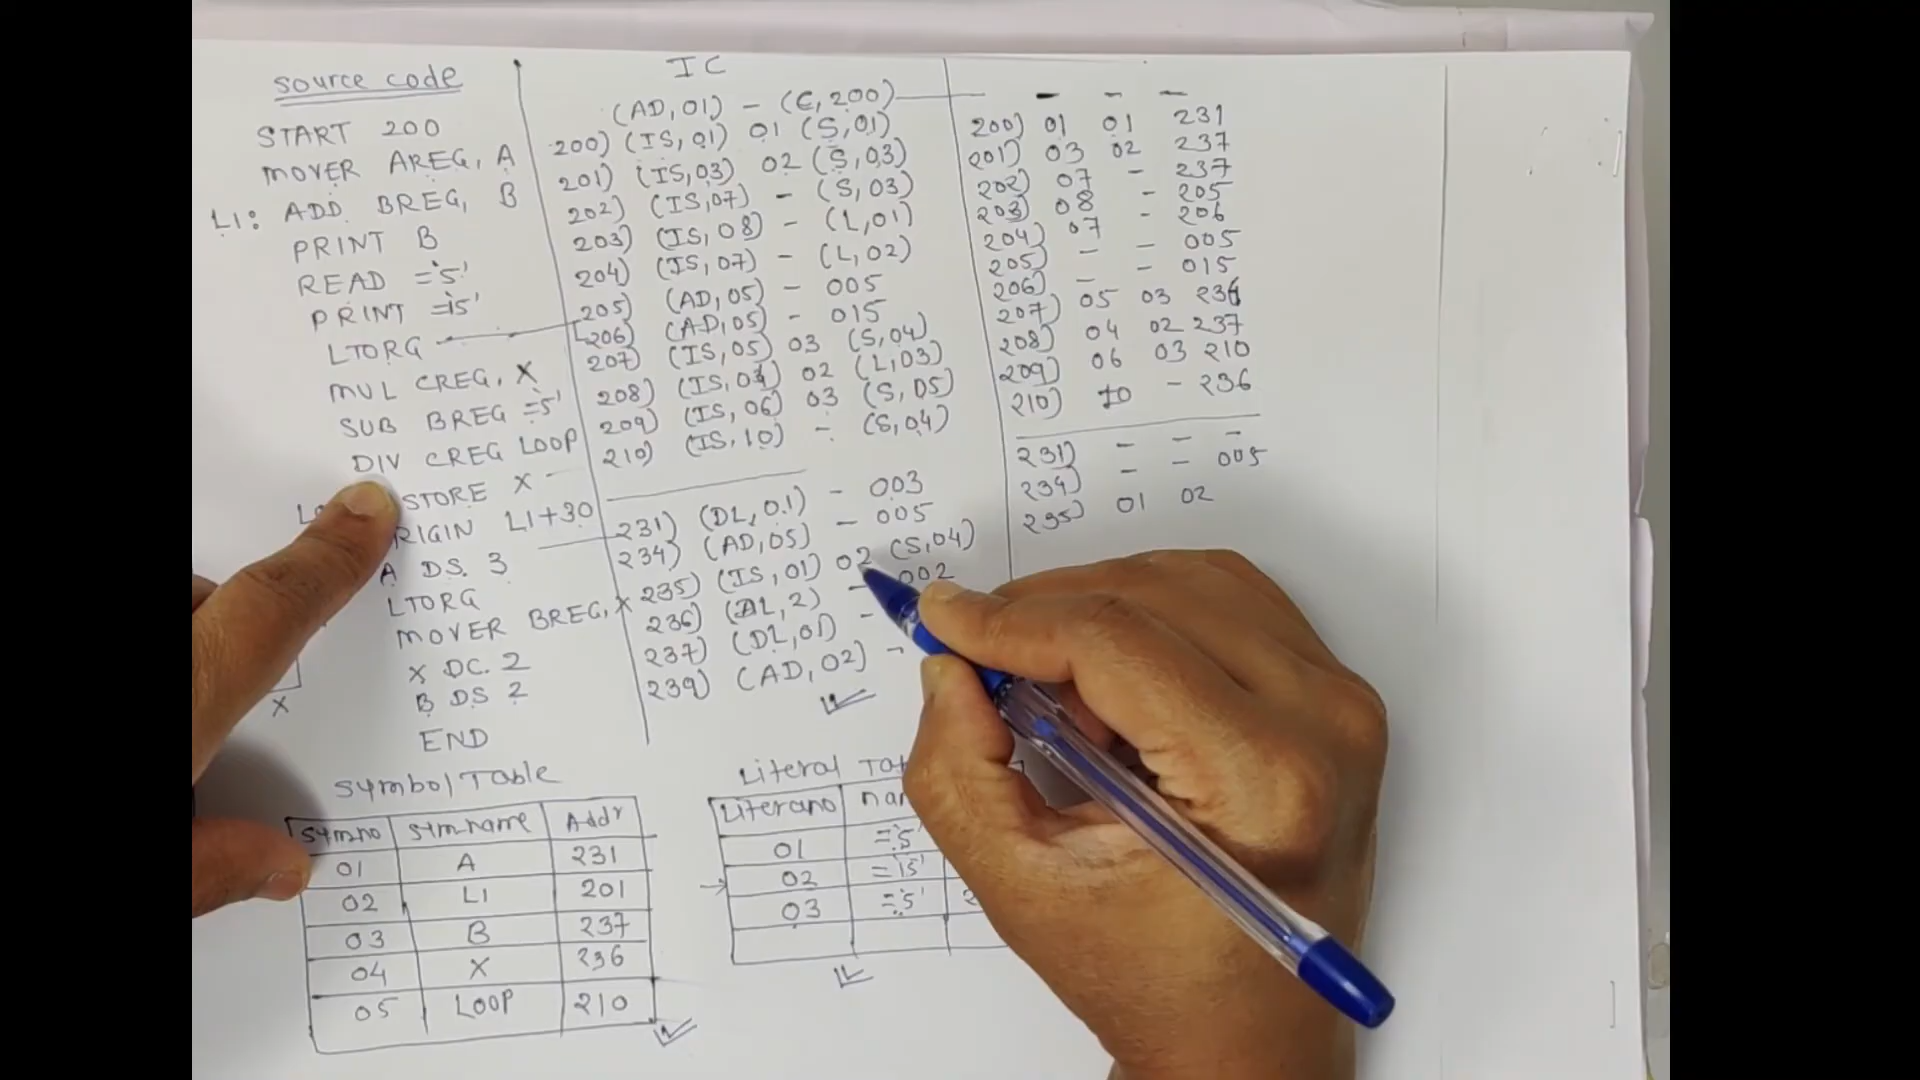 source code
START 200
MOVER AREG, A
L1: ADD BREG, B
PRINT B
READ ='5'
PRINT ='15'
LTORG
MUL CREG, X
SUB BREG ='5'
DIV CREG LOOP
STORE X
RIGIN L1+30
A DS. 3
LTORG
MOVER BREG, X
X DC. 2
B DS 2
END
IC
(AD, 01) - (C, 200)
200) (IS, 01) 01 (S, 01)
201) (IS, 03) 02 (S, 03)
202) (IS, 07) - (S, 03)
203) (IS, 08) - (L, 01)
204) (IS, 07) - (L, 02)
205) (AD, 05) - 005
206) (AD, 05) - 015
207) (IS, 05) 03 (S, 04)
208) (IS, 04) 02 (L, 03)
209) (IS, 06) 03 (S, 05)
210) (IS, 10) - (S, 04)
231) (DL, 01) - 003
234) (AD, 05) - 005
235) (IS, 01) 02 (S, 04)
236) (DL, 2) - 002
237) (DL, 01) -
239) (AD, 02) -
- - -
200) 01 01 231
201) 03 02 237
202) 07 - 237
203) 08 - 205
204) 07 - 206
205) - - 005
206) - - 015
207) 05 03 236
208) 04 02 237
209) 06 03 210
210) 10 - 236
231) - - -
234) - - 005
235) 01 02
X
Symbol Table
Symno Symname Addr
01 A 231
02 L1 201
03 B 237
04 X 236
05 LOOP 210
Literal
Literano
01 ='5'
02 ='15'
03 ='5'